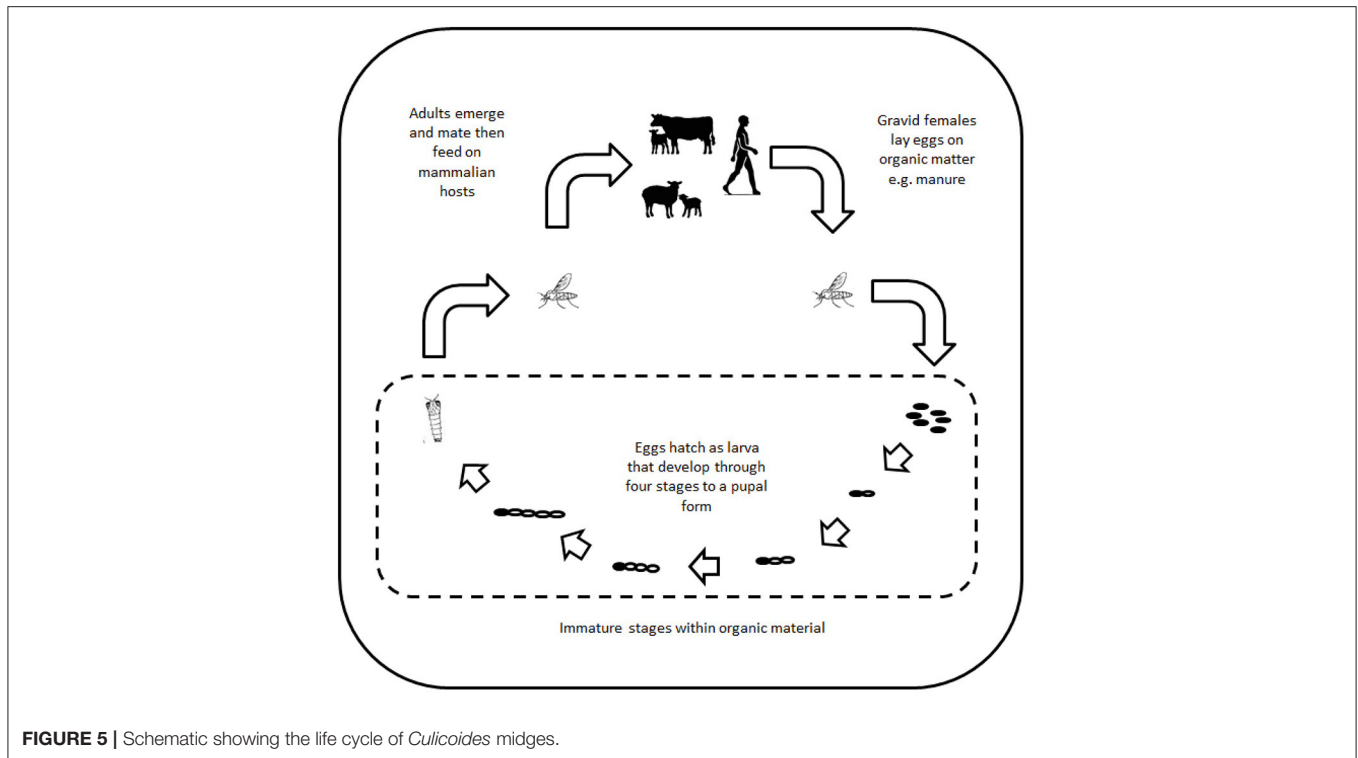 Adults emerge
and mate then
feed on
mammalian
hosts
Gravid females
lay eggs on
organic matter
e.g. manure
Eggs hatch as larva
that develop through
four stages to a pupal
form
Immature stages within organic material
FIGURE 5 | Schematic showing the life cycle of Culicoides midges.